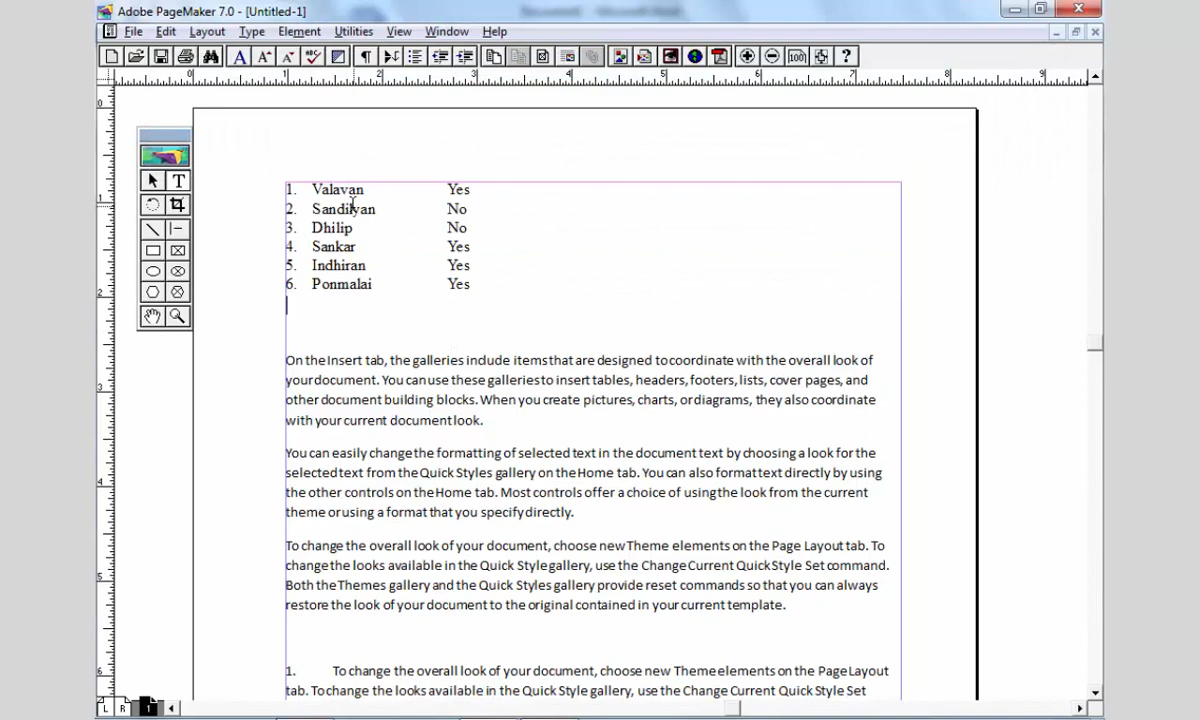 Adobe PageMaker 7.0 - [Untitled-1]
File Edit Layout Type Element Utilities View Window Help
0 1 2 3 4 5 6 7 8 9
1. Valavan Yes
2. Sandilyan No
3. Dhilip No
4. Sankar Yes
5. Indhiran Yes
6. Ponmalai Yes
On the Insert tab, the galleries include items that are designed to coordinate with the overall look of
your document. You can use these galleries to insert tables, headers, footers, lists, cover pages, and
other document building blocks. When you create pictures, charts, or diagrams, they also coordinate
with your current document look.
You can easily change the formatting of selected text in the document text by choosing a look for the
selected text from the Quick Styles gallery on the Home tab. You can also format text directly by using
the other controls on the Home tab. Most controls offer a choice of using the look from the current
theme or using a format that you specify directly.
To change the overall look of your document, choose new Theme elements on the Page Layout tab. To
change the looks available in the Quick Style gallery, use the Change Current Quick Style Set command.
Both the Themes gallery and the Quick Styles gallery provide reset commands so that you can always
restore the look of your document to the original contained in your current template.
1. To change the overall look of your document, choose new Theme elements on the Page Layout
tab. To change the looks available in the Quick Style gallery, use the Change Current Quick Style Set
L R 1